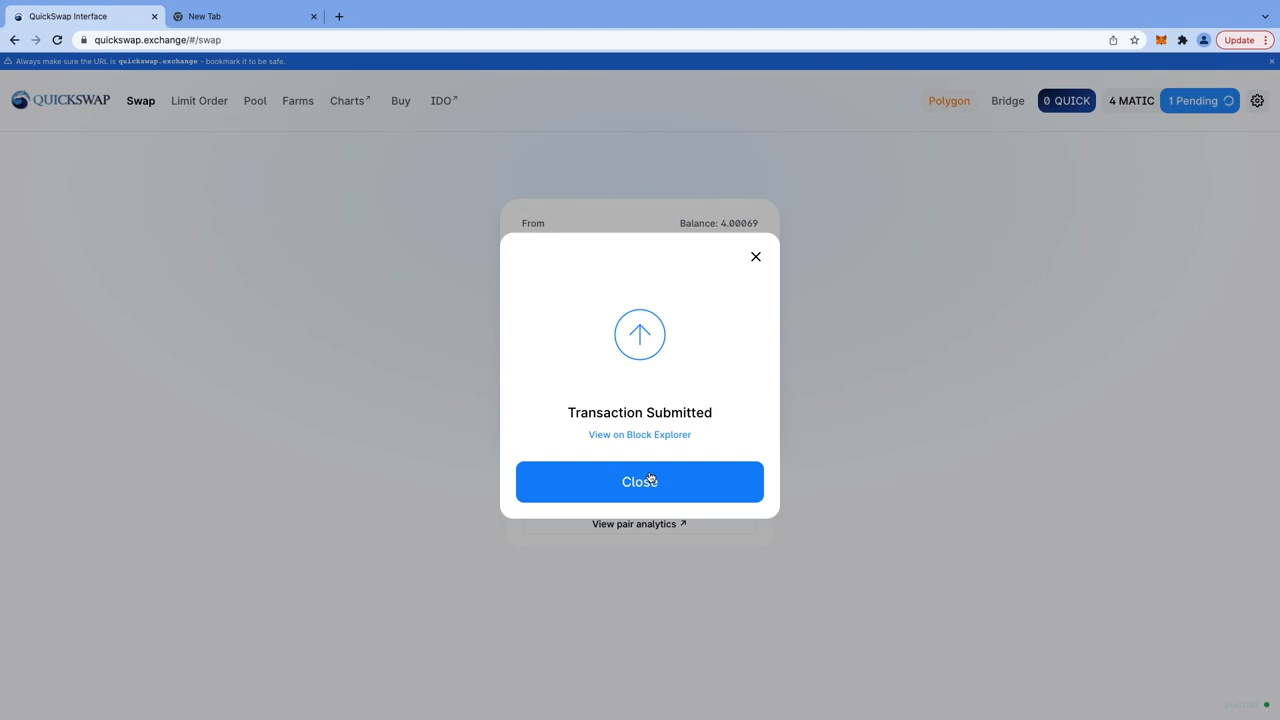 QuickSwap Interface
New Tab
quickswap.exchange/#/swap
Update
Always make sure the URL is quickswap.exchange - bookmark it to be safe.
QUICKSWAP
Swap
Limit Order
Pool
Farms
Charts↗
Buy
IDO↗
Polygon
Bridge
0 QUICK
4 MATIC
1 Pending
From
Balance: 4.00069
Transaction Submitted
View on Block Explorer
Close
View pair analytics ↗